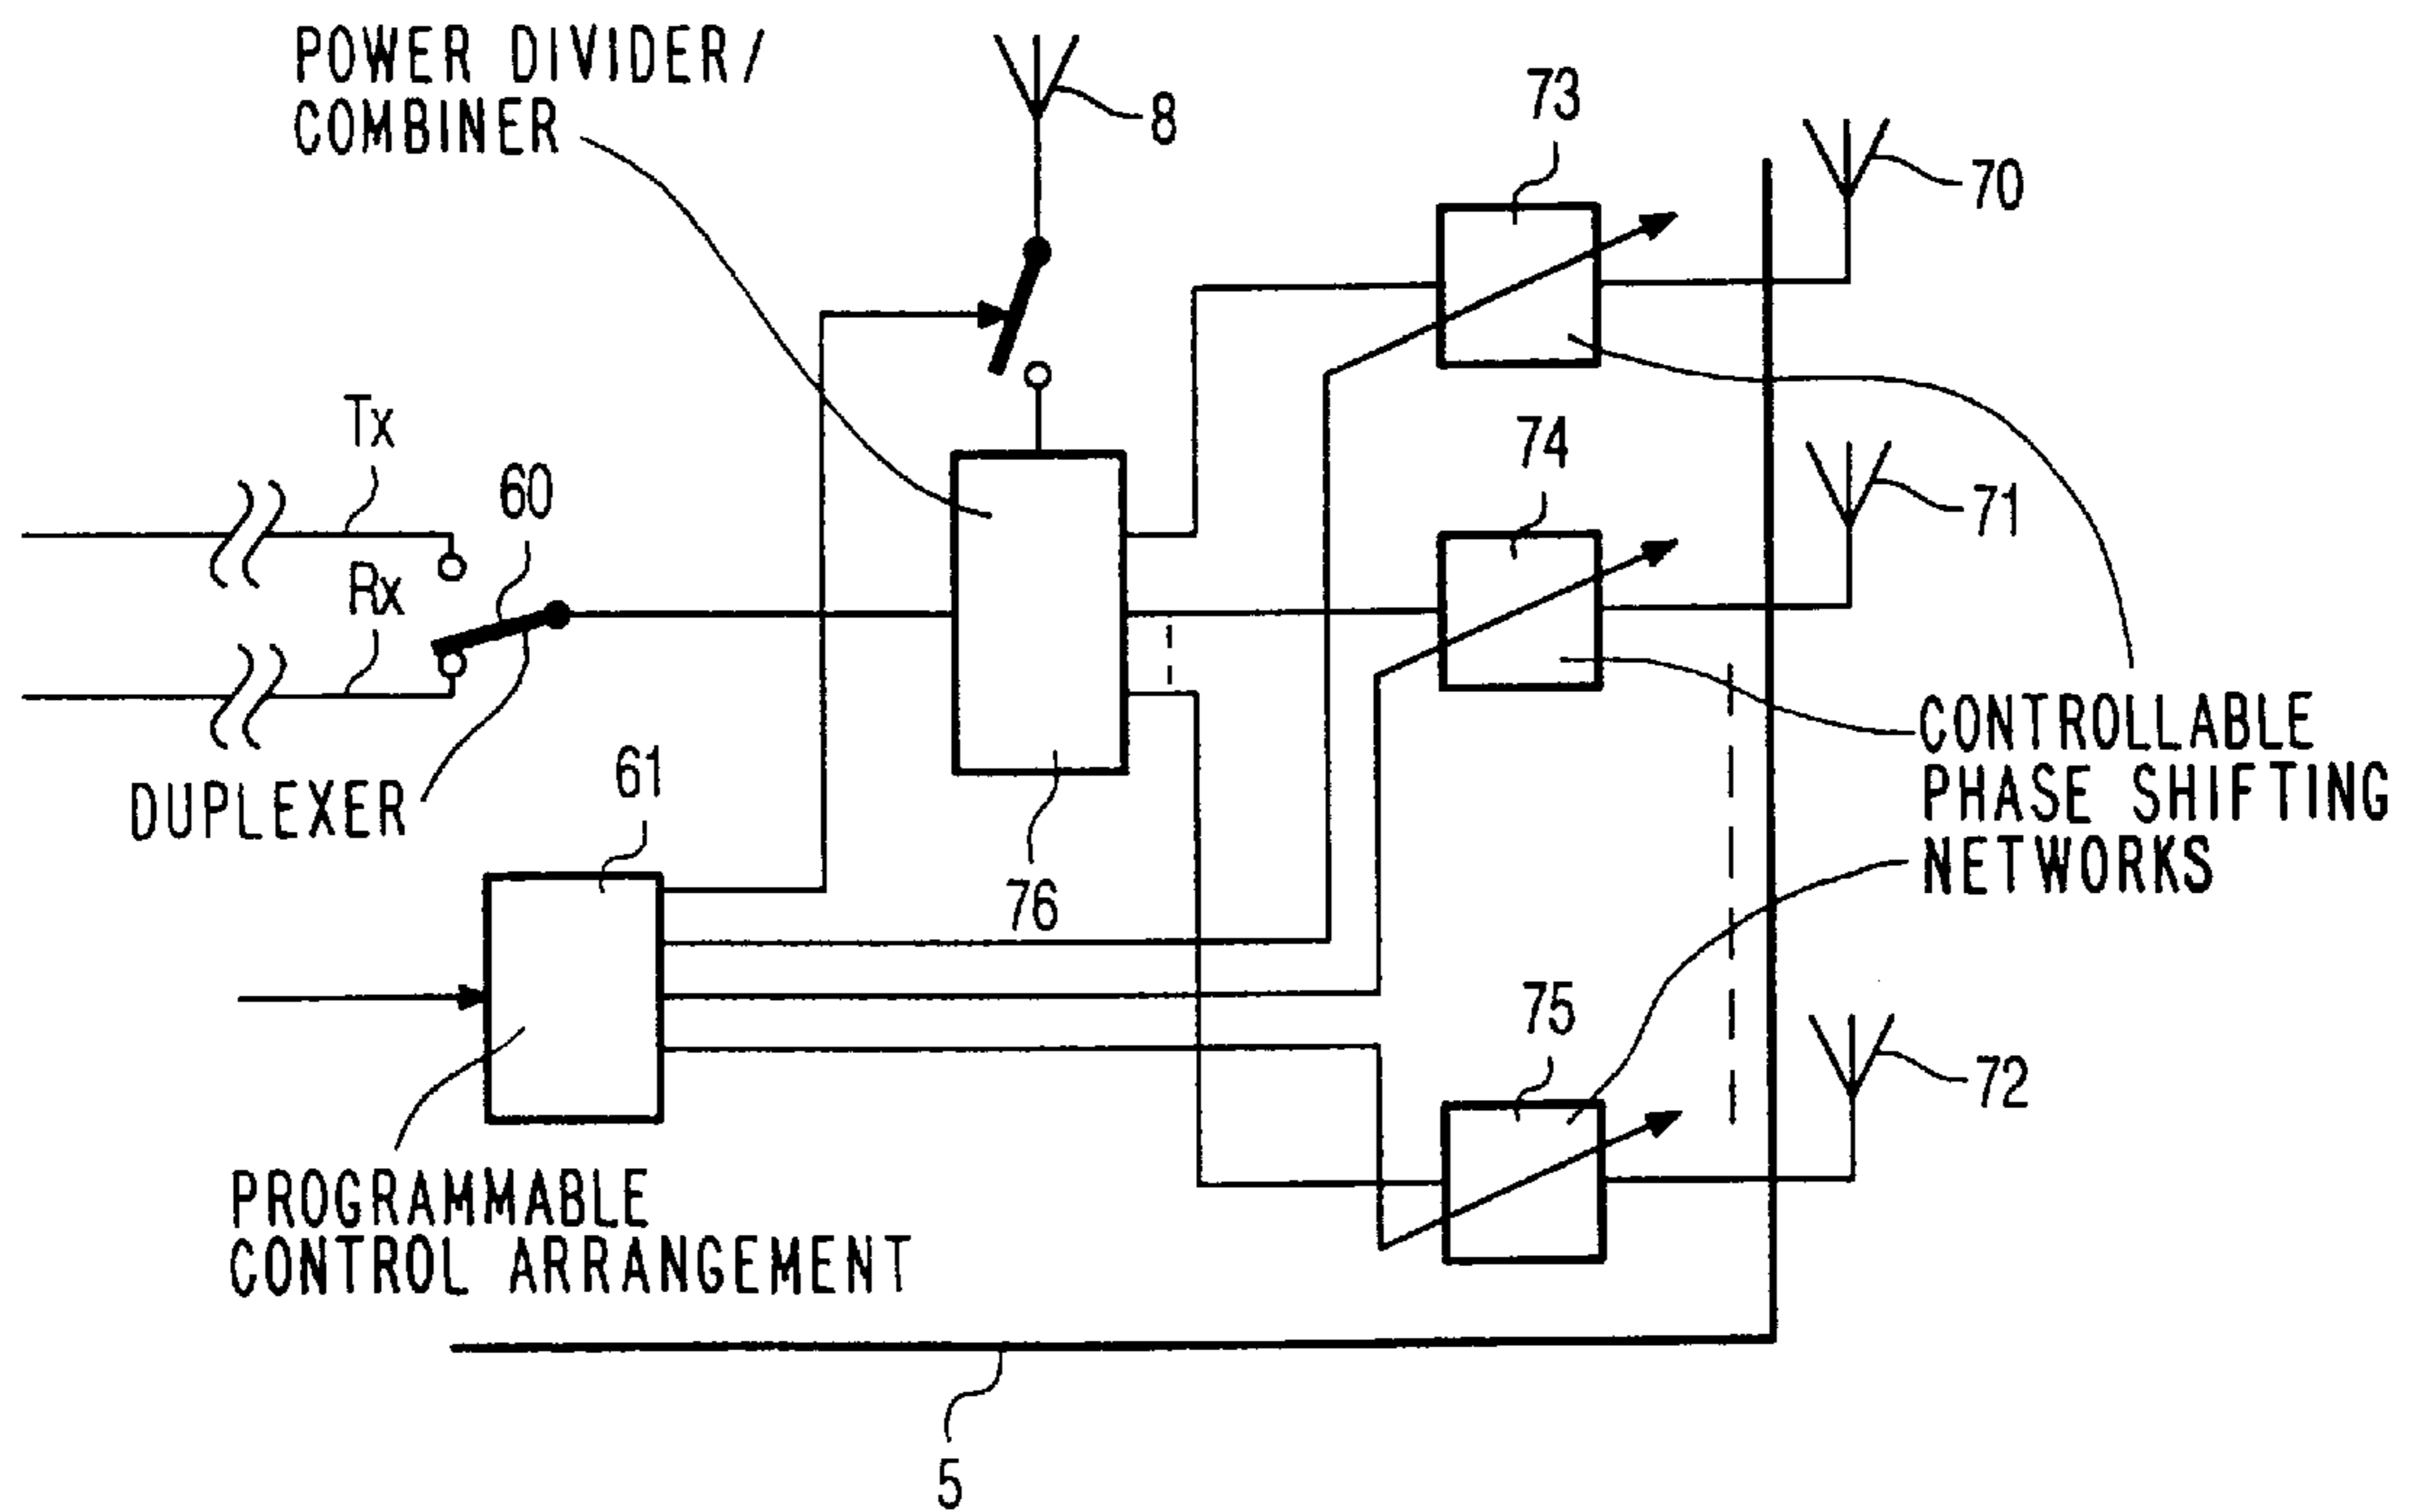 POWER DIVIDER/
COMBINER
8
73
70
Tx
60
74
71
Rx
DUPLEXER
61
76
CONTROLLABLE
PHASE SHIFTING
NETWORKS
75
72
PROGRAMMABLE
CONTROL ARRANGEMENT
5